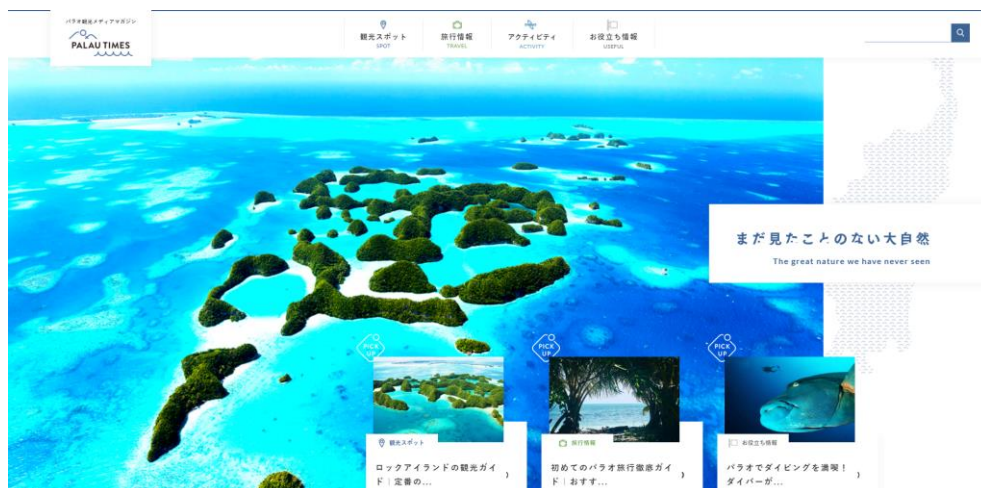 パラオ観光メディアマガジン
PALAU TIMES
観光スポット
SPOT
旅行情報
TRAVEL
アクティビティ
ACTIVITY
お役立ち情報
USEFUL
まだ見たことのない大自然
The great nature we have never seen
PICK
UP
観光スポット
ロックアイランドの観光ガイ
ド｜定番の...
PICK
UP
旅行情報
初めてのパラオ旅行徹底ガイ
ド｜おすす...
PICK
UP
お役立ち情報
パラオでダイビングを満喫！
ダイバーが...